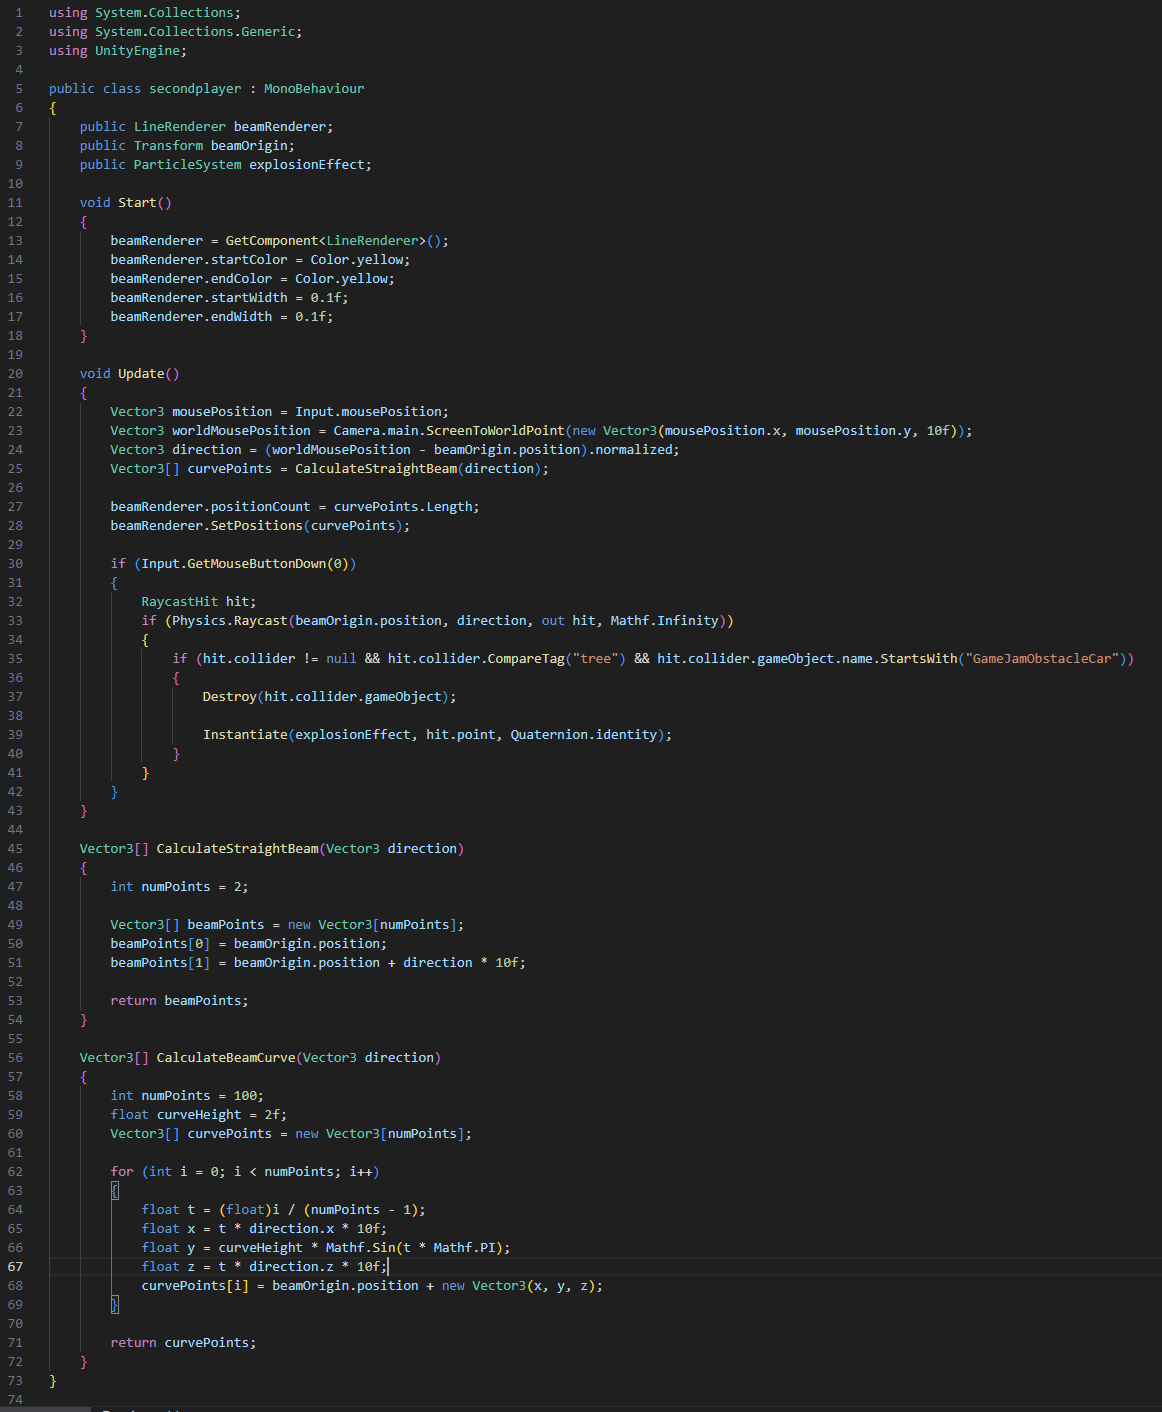 1 using System.Collections;
2 using System.Collections.Generic;
3 using UnityEngine;
4
5 public class secondplayer : MonoBehaviour
6 {
7     public LineRenderer beamRenderer;
8     public Transform beamOrigin;
9     public ParticleSystem explosionEffect;
10
11     void Start()
12     {
13         beamRenderer = GetComponent<LineRenderer>();
14         beamRenderer.startColor = Color.yellow;
15         beamRenderer.endColor = Color.yellow;
16         beamRenderer.startWidth = 0.1f;
17         beamRenderer.endWidth = 0.1f;
18     }
19
20     void Update()
21     {
22         Vector3 mousePosition = Input.mousePosition;
23         Vector3 worldMousePosition = Camera.main.ScreenToWorldPoint(new Vector3(mousePosition.x, mousePosition.y, 10f));
24         Vector3 direction = (worldMousePosition - beamOrigin.position).normalized;
25         Vector3[] curvePoints = CalculateStraightBeam(direction);
26
27         beamRenderer.positionCount = curvePoints.Length;
28         beamRenderer.SetPositions(curvePoints);
29
30         if (Input.GetMouseButtonDown(0))
31         {
32             RaycastHit hit;
33             if (Physics.Raycast(beamOrigin.position, direction, out hit, Mathf.Infinity))
34             {
35                 if (hit.collider != null && hit.collider.CompareTag("tree") && hit.collider.gameObject.name.StartsWith("GameJamObstacleCar"))
36                 {
37                     Destroy(hit.collider.gameObject);
38
39                     Instantiate(explosionEffect, hit.point, Quaternion.identity);
40                 }
41             }
42         }
43     }
44
45     Vector3[] CalculateStraightBeam(Vector3 direction)
46     {
47         int numPoints = 2;
48
49         Vector3[] beamPoints = new Vector3[numPoints];
50         beamPoints[0] = beamOrigin.position;
51         beamPoints[1] = beamOrigin.position + direction * 10f;
52
53         return beamPoints;
54     }
55
56     Vector3[] CalculateBeamCurve(Vector3 direction)
57     {
58         int numPoints = 100;
59         float curveHeight = 2f;
60         Vector3[] curvePoints = new Vector3[numPoints];
61
62         for (int i = 0; i < numPoints; i++)
63         {
64             float t = (float)i / (numPoints - 1);
65             float x = t * direction.x * 10f;
66             float y = curveHeight * Mathf.Sin(t * Mathf.PI);
67             float z = t * direction.z * 10f;
68             curvePoints[i] = beamOrigin.position + new Vector3(x, y, z);
69         }
70
71         return curvePoints;
72     }
73 }
74